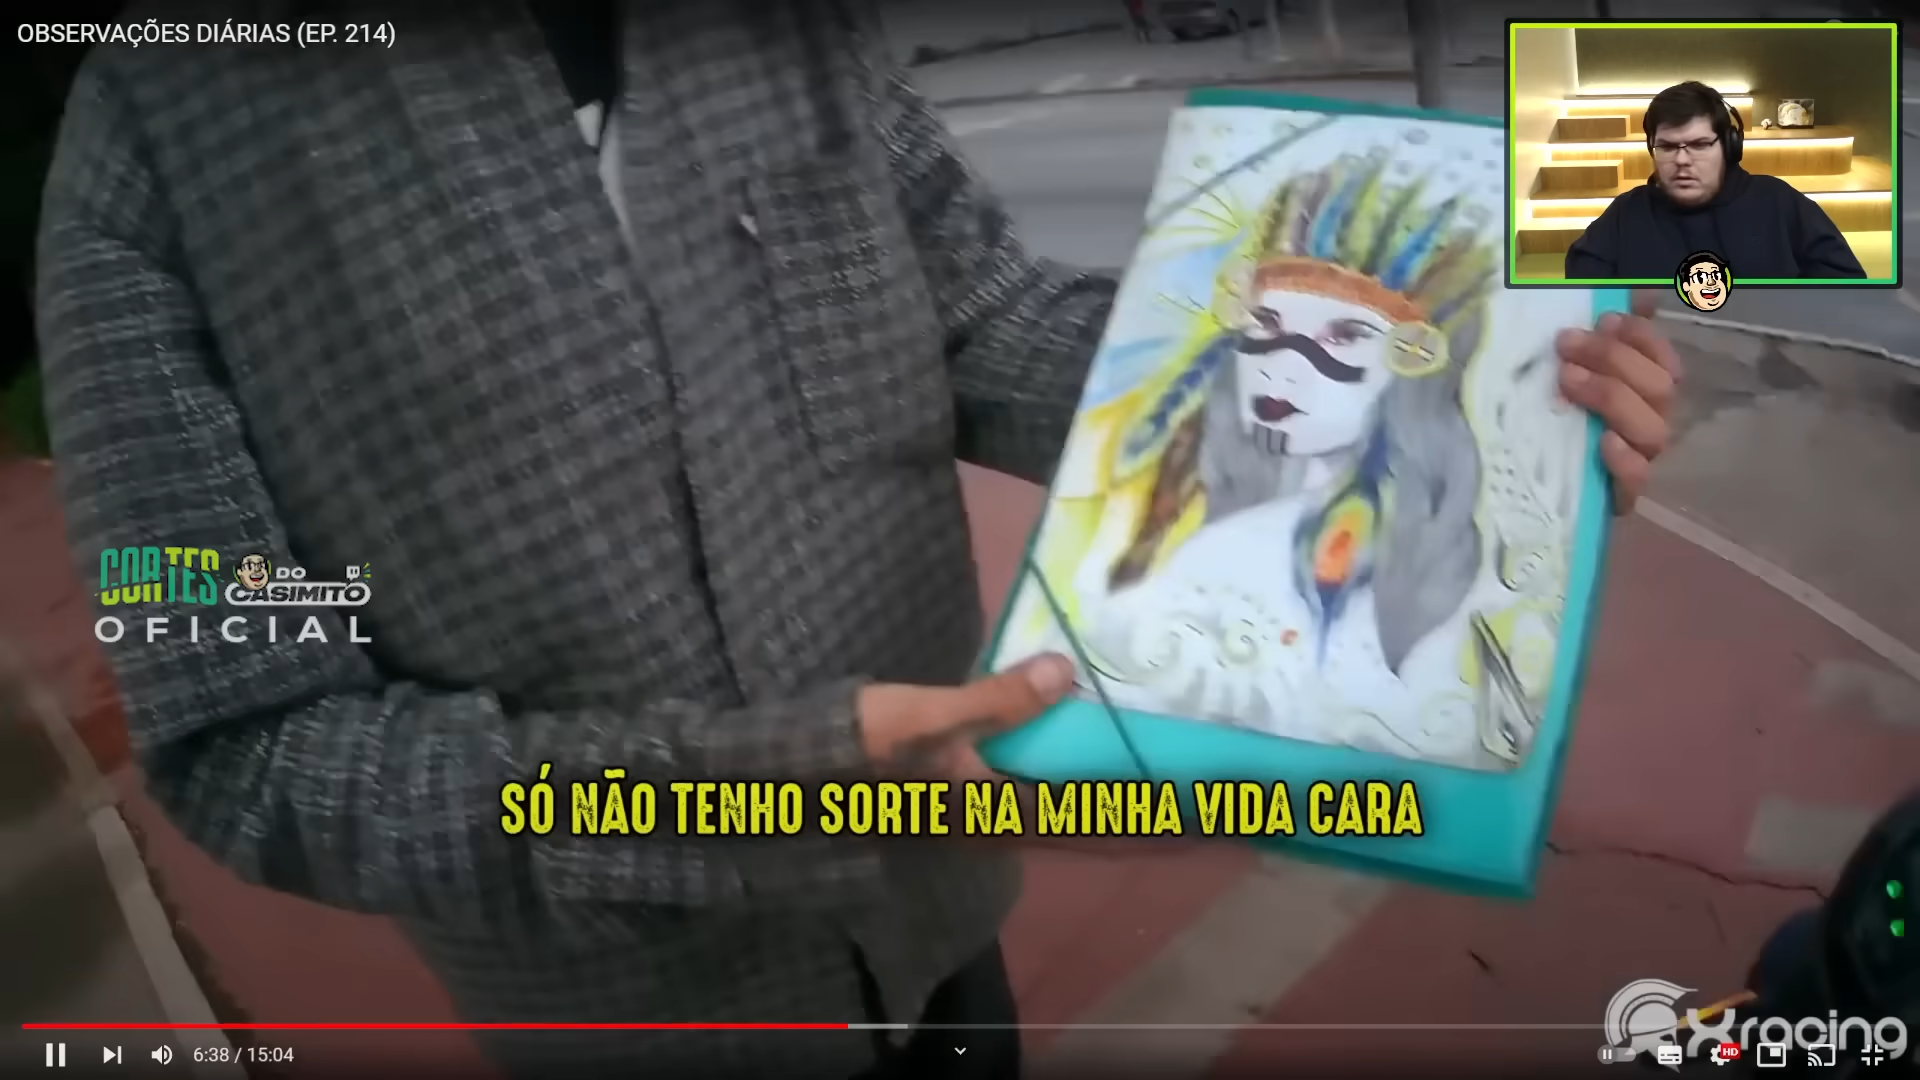 OBSERVAÇÕES DIÁRIAS (EP. 214)
CORTES DO
CASIMITO
OFICIAL
SÓ NÃO TENHO SORTE NA MINHA VIDA CARA
Xracing
6:38 / 15:04
HD